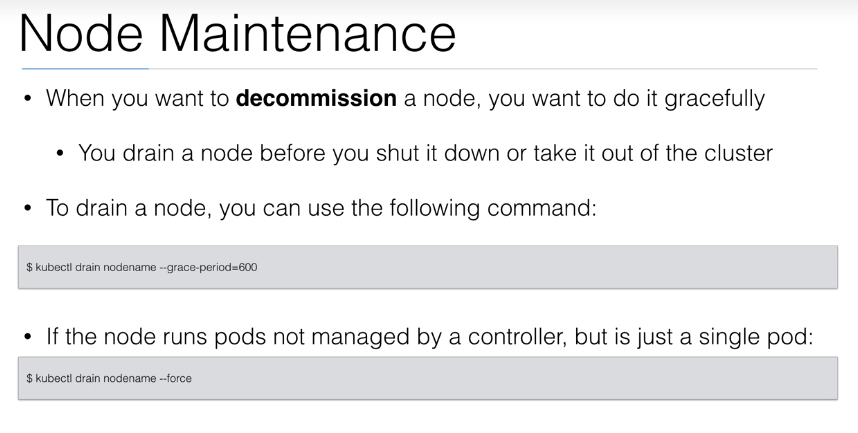 Node Maintenance
• When you want to decommission a node, you want to do it gracefully
• You drain a node before you shut it down or take it out of the cluster
• To drain a node, you can use the following command:
$ kubectl drain nodename --grace-period=600
• If the node runs pods not managed by a controller, but is just a single pod:
$ kubectl drain nodename --force